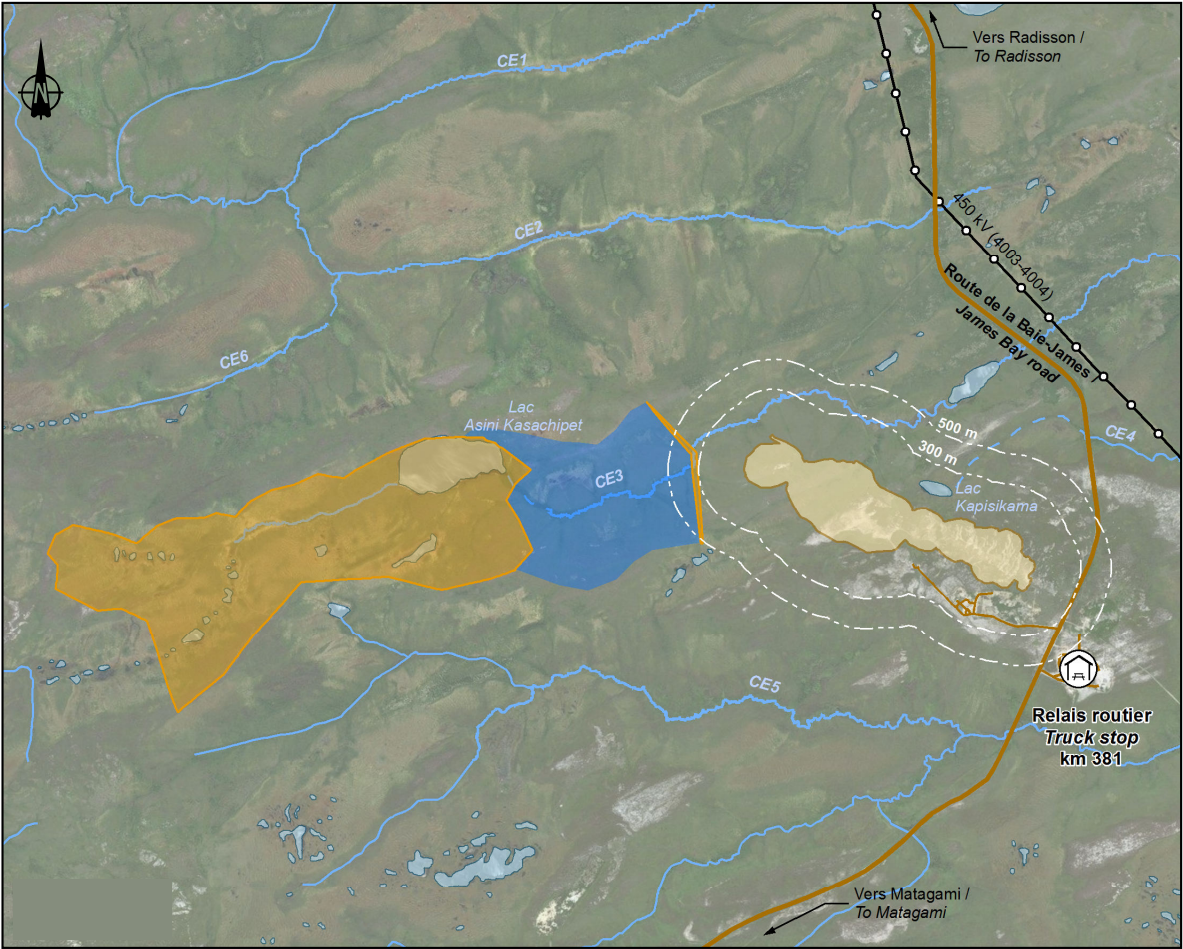 Vers Radisson /
To Radisson
CE1
N
450 kV (4003-4004)
CE2
Route de la Baie-James /
James Bay road
CE6
Lac
Asini Kasachipet
500 m
300 m
CE4
CE3
Lac
Kapisikama
CE5
Relais routier
Truck stop
km 381
Vers Matagami /
To Matagami